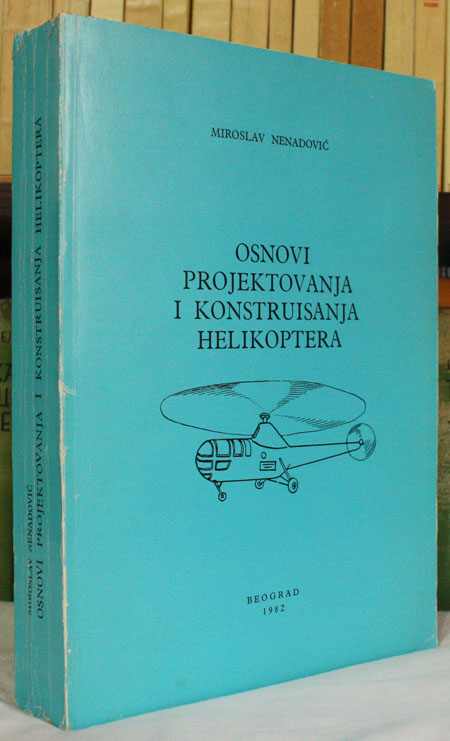 MIROSLAV NENADOVIĆ
OSNOVI
PROJEKTOVANJA
I KONSTRUISANJA
HELIKOPTERA
BEOGRAD
1982
MIROSLAV NENADOVIĆ
OSNOVI PROJEKTOVANJA I KONSTRUISANJA HELIKOPTERA